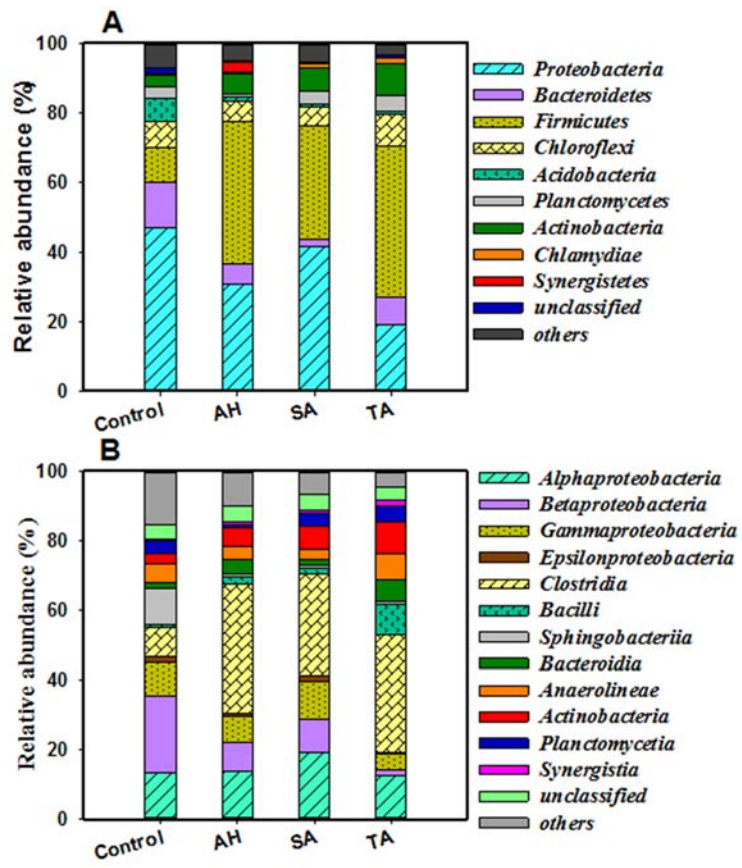 A
Relative abundance (%)
100
80
60
40
20
0
Control
AH
SA
TA
Proteobacteria
Bacteroidetes
Firmicutes
Chloroflexi
Acidobacteria
Planctomycetes
Actinobacteria
Chlamydiae
Synergistetes
unclassified
others
B
Relative abundance (%)
100
80
60
40
20
0
Control
AH
SA
TA
Alphaproteobacteria
Betaproteobacteria
Gammaproteobacteria
Epsilonproteobacteria
Clostridia
Bacilli
Sphingobacteriia
Bacteroidia
Anaerolineae
Actinobacteria
Planctomycetia
Synergistia
unclassified
others